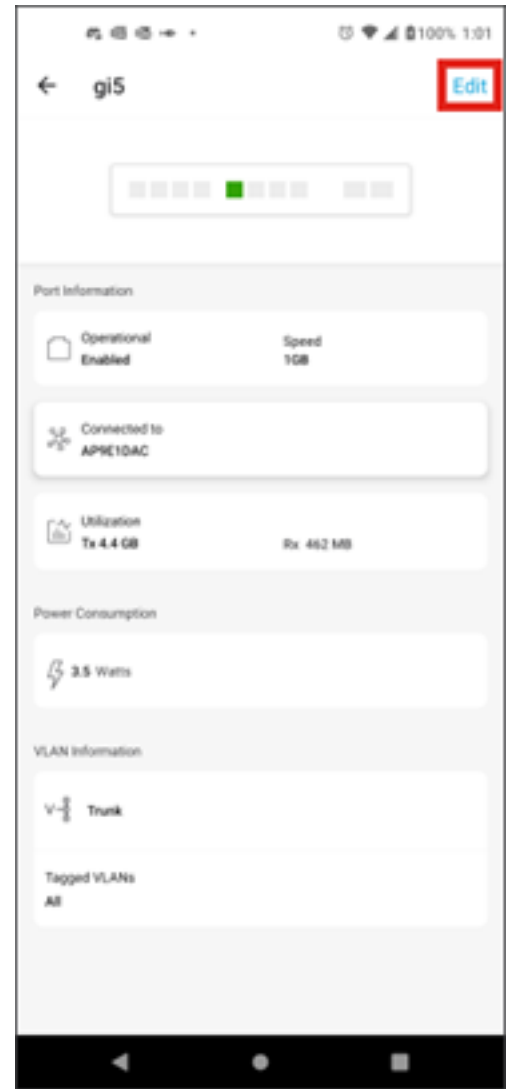 100% 1:01
gi5 Edit
Port Information
Operational Speed
Enabled 1GB
Connected to
AP9E1DAC
Utilization
Tx 4.4 GB Rx 462 MB
Power Consumption
3.5 Watts
VLAN Information
V Trunk
Tagged VLANs
All